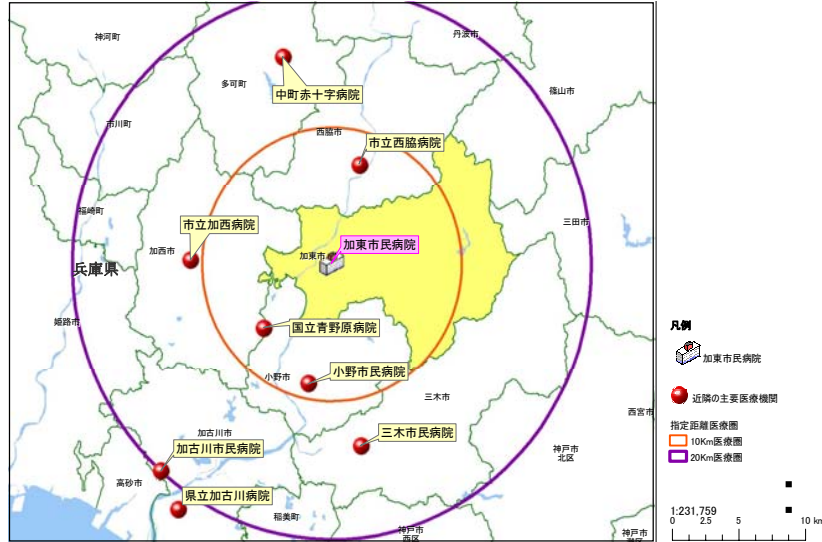 神河町
丹波市
多可町
中町赤十字病院
篠山市
市川町
西脇市
市立西脇病院
福崎町
市立加西病院
三田市
加西市
加東市
加東市民病院
兵庫県
姫路市
国立青野原病院
小野市
小野市民病院
三木市
西宮市
加古川市
三木市民病院
加古川市民病院
神戸市
北区
高砂市
県立加古川病院
稲美町
神戸市
西区
神戸市
凡例
加東市民病院
近隣の主要医療機関
指定距離医療圏
10Km医療圏
20Km医療圏
1:231,759
0 2.5 5 10 km